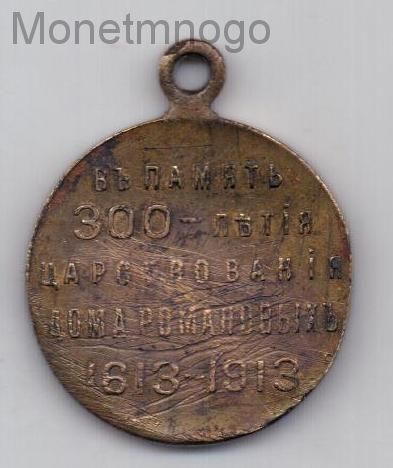 Monetmnogo
ВЪ ПАМЯТЬ
300-ЛѢТІЯ
ЦАРСТВОВАНІЯ
ДОМА РОМАНОВЫХЪ
1613-1913